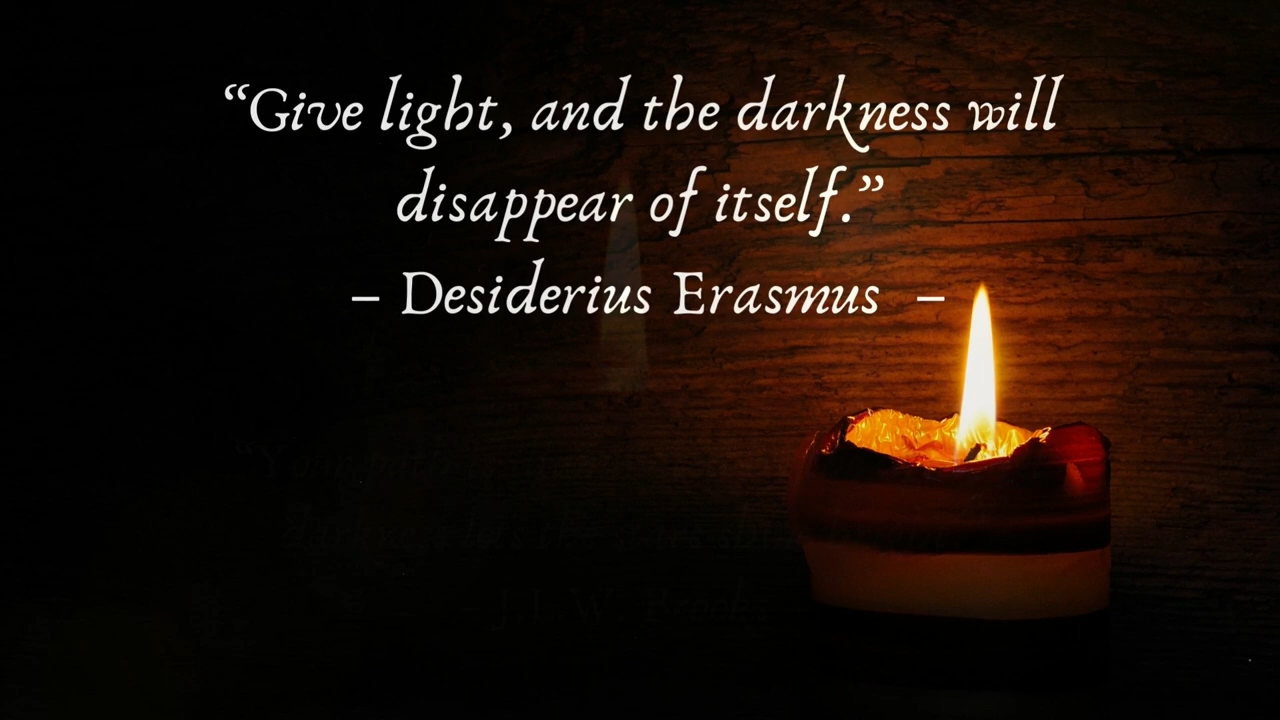 “Give light, and the darkness will
disappear of itself.”
– Desiderius Erasmus –